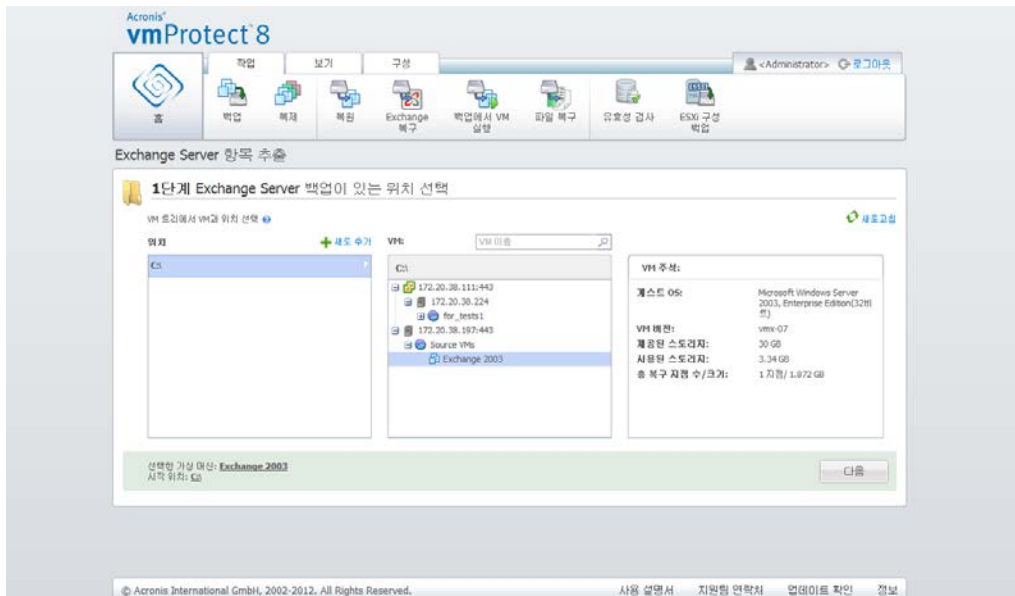 Acronis®
vmProtect 8
작업 보기 구성
<Administrator> 로그아웃
홈 백업 복제 복원 Exchange 복구 백업에서 VM 실행 파일 복구 유효성 검사 ESXi 구성 백업
Exchange Server 항목 추출
1단계 Exchange Server 백업이 있는 위치 선택
VM 트리에서 VM과 위치 선택
새로고침
위치 새로 추가 VM: VM 이름
C:\ C:\
172.20.38.111:443
172.20.38.224
for_tests1
172.20.38.197:443
Source VMs
Exchange 2003
VM 주석:
게스트 OS: Microsoft Windows Server
2003, Enterprise Edition(32비
트)
VM 버전: vmx-07
제공된 스토리지: 30 GB
사용된 스토리지: 3.34 GB
총 복구 지점 수/크기: 1 지점/ 1.872 GB
선택한 가상 머신: Exchange 2003
시작 위치: C:\
다음
© Acronis International GmbH, 2002-2012. All Rights Reserved. 사용 설명서 지원팀 연락처 업데이트 확인 정보